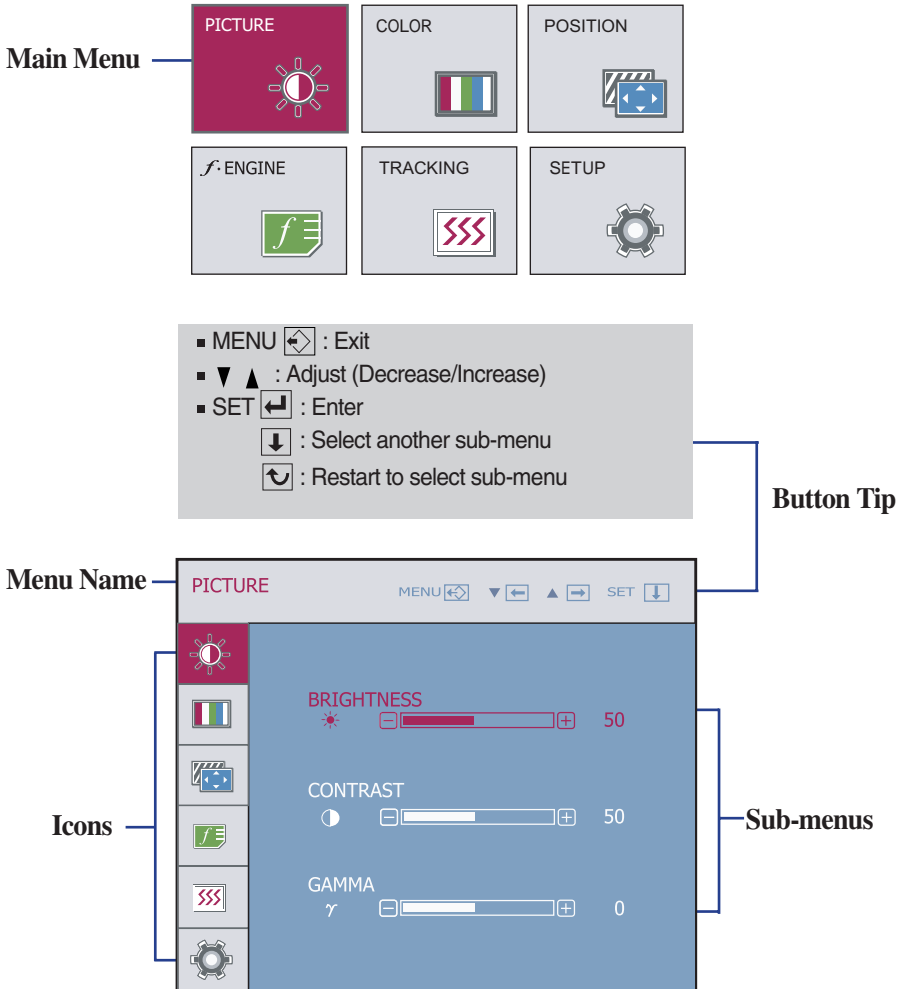 PICTURE
COLOR
POSITION
Main Menu
f·ENGINE
TRACKING
SETUP
f
▪ MENU : Exit
▪ ▼ ▲ : Adjust (Decrease/Increase)
▪ SET : Enter
: Select another sub-menu
: Restart to select sub-menu
Button Tip
Menu Name
PICTURE MENU ▼ ▲ SET
BRIGHTNESS
50
CONTRAST
50
Icons
Sub-menus
f
GAMMA
γ 0